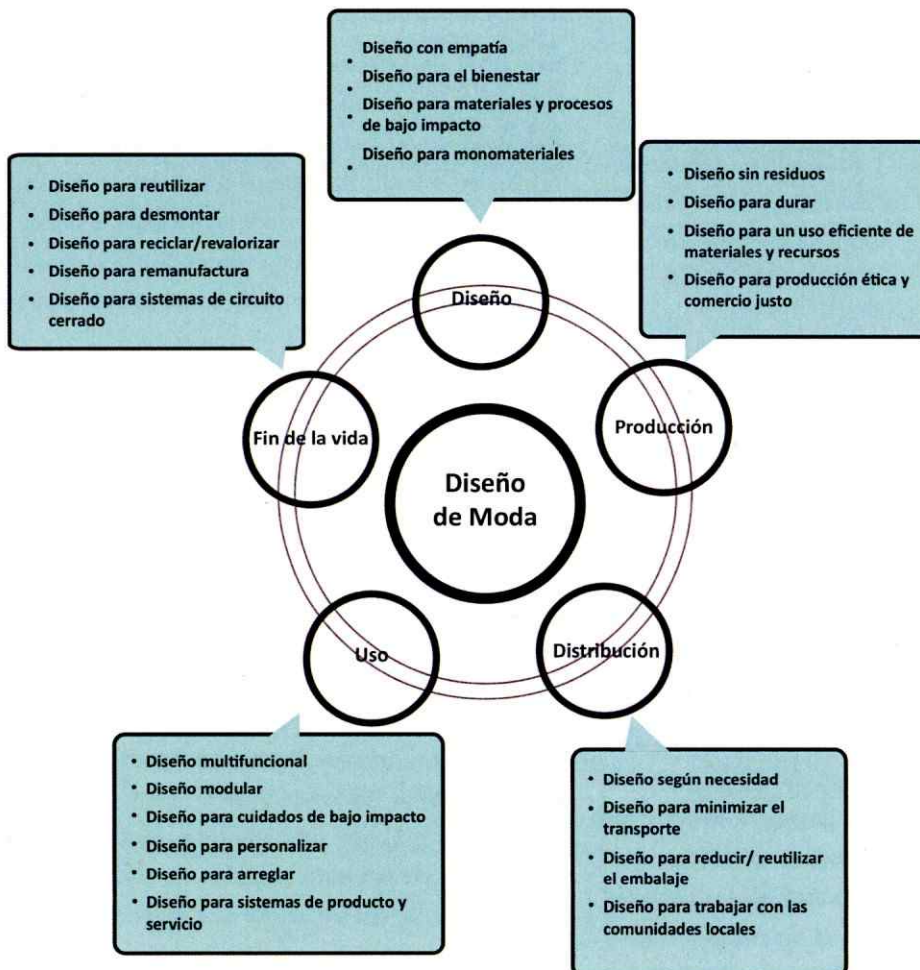 • Diseño con empatía
• Diseño para el bienestar
• Diseño para materiales y procesos
de bajo impacto
• Diseño para monomateriales
• Diseño para reutilizar
• Diseño para desmontar
• Diseño para reciclar/revalorizar
• Diseño para remanufactura
• Diseño para sistemas de circuito
cerrado
• Diseño sin residuos
• Diseño para durar
• Diseño para un uso eficiente de
materiales y recursos
• Diseño para producción ética y
comercio justo
Diseño
Fin de la vida
Producción
Diseño
de Moda
Uso
Distribución
• Diseño multifuncional
• Diseño modular
• Diseño para cuidados de bajo impacto
• Diseño para personalizar
• Diseño para arreglar
• Diseño para sistemas de producto y
servicio
• Diseño según necesidad
• Diseño para minimizar el
transporte
• Diseño para reducir/ reutilizar
el embalaje
• Diseño para trabajar con las
comunidades locales